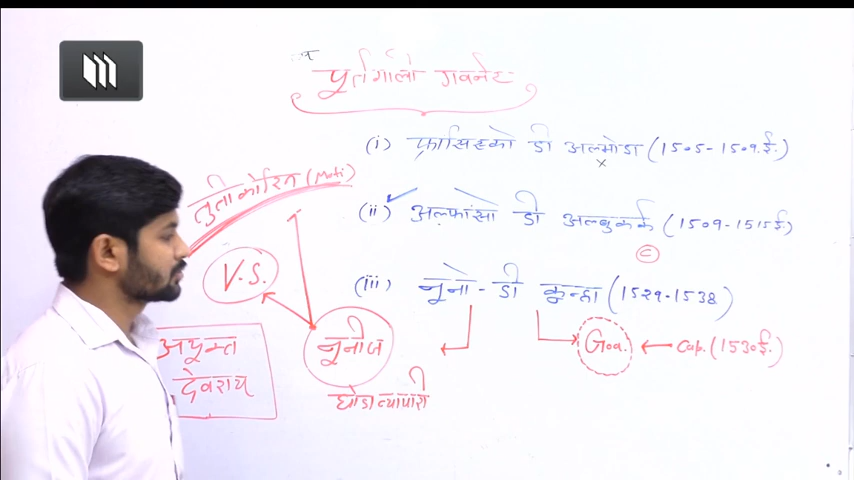 पूर्तगाली गवर्नर
(i) फ्रांसिस्को डी अल्मोडा (1505-1509 ई.)
x
तुतीकोरिन (Moti)
(ii) अल्फांसो डी अल्बुकर्क (1509-1515 ई)
C
V.S.
(iii) नूनो-डी कून्हा (1529-1538)
नूनीज
Goa.
Cap. (1530 ई.)
अच्युत
देवराय
घोडा व्यापारी